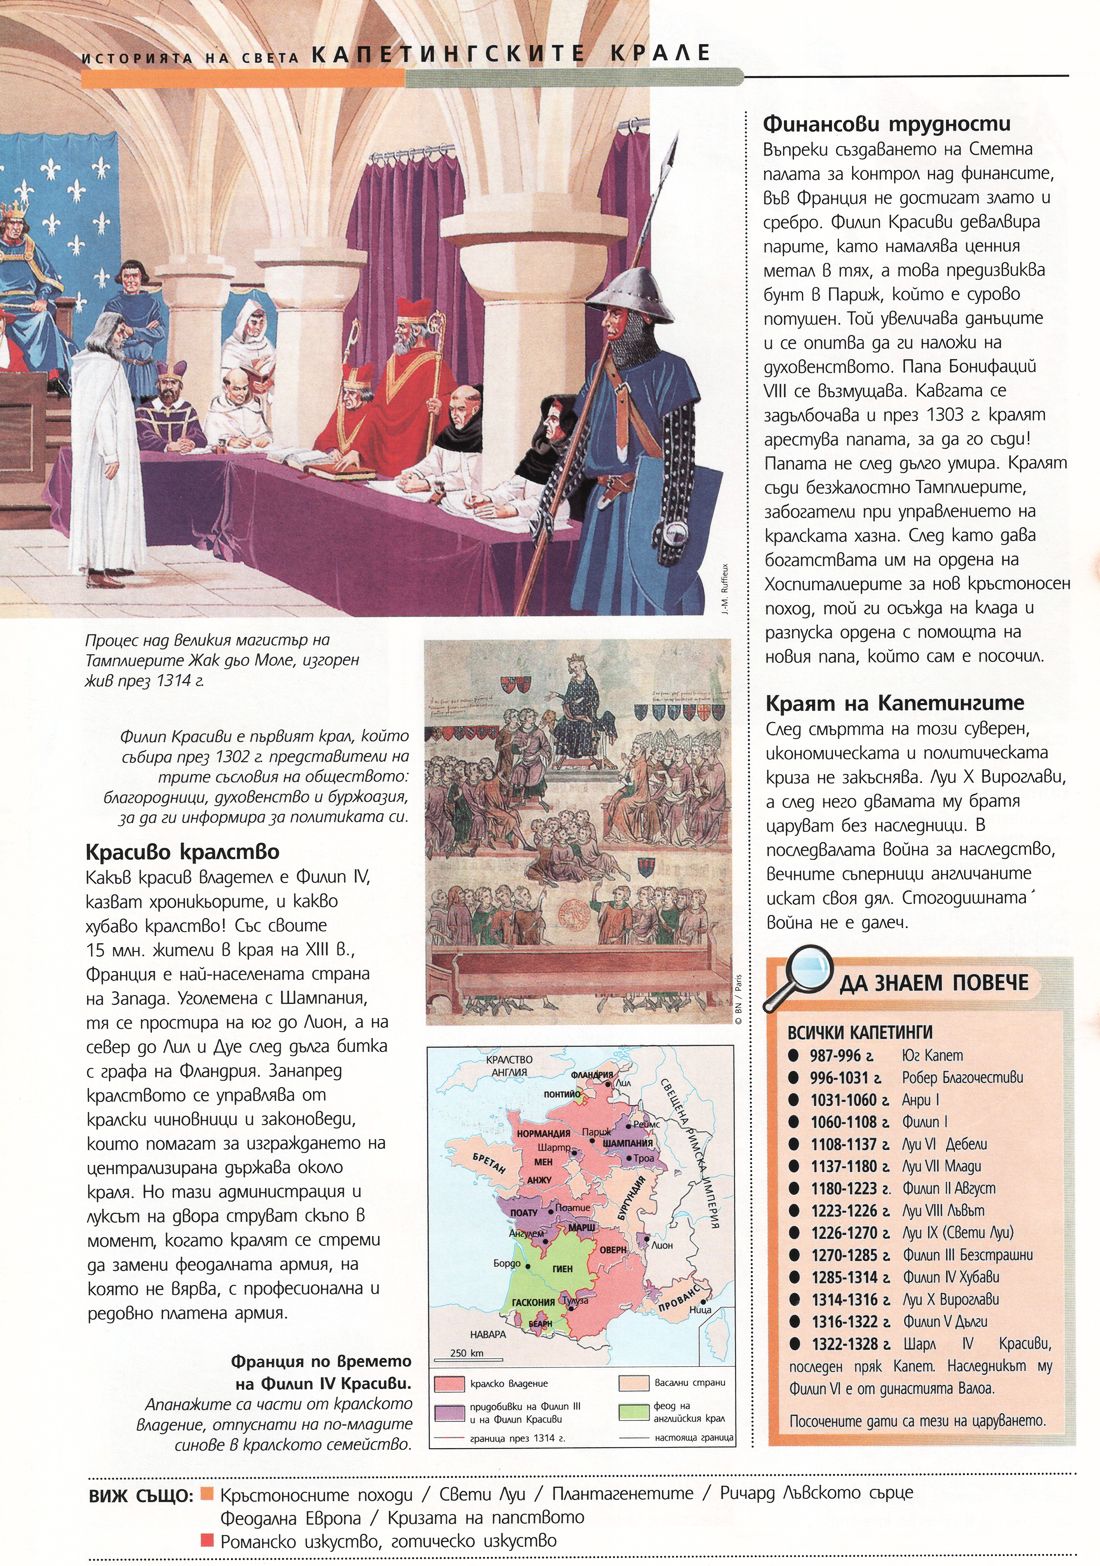 ИСТОРИЯТА НА СВЕТА КАПЕТИНГСКИТЕ КРАЛЕ
J.-M. Ruffieux
Процес над великия магистър на
Тамплиерите Жак дьо Моле, изгорен
жив през 1314 г.
Филип Красиви е първият крал, който
събира през 1302 г. представители на
трите съсловия на обществото:
благородници, духовенство и буржоазия,
за да ги информира за политиката си.
© BN / Paris
Красиво кралство
Какъв красив владетел е Филип IV,
казват хроникьорите, и какво
хубаво кралство! Със своите
15 млн. жители в края на XIII в.,
Франция е най-населената страна
на Запада. Уголемена с Шампания,
тя се простира на юг до Лион, а на
север до Лил и Дуе след дълга битка
с графа на Фландрия. Занапред
кралството се управлява от
кралски чиновници и законоведи,
които помагат за изграждането на
централизирана държава около
краля. Но тази администрация и
луксът на двора струват скъпо в
момент, когато кралят се стреми
да замени феодалната армия, на
която не вярва, с професионална и
редовно платена армия.
Франция по времето
на Филип IV Красиви.
Апанажите са части от кралското
владение, отпуснати на по-младите
синове в кралското семейство.
КРАЛСТВО
АНГЛИЯ
ФЛАНДРИЯ
Лил
ПОНТИЙО
СВЕЩЕНА РИМСКА ИМПЕРИЯ
НОРМАНДИЯ
Париж
Реймс
Шартр
ШАМПАНИЯ
БРЕТАН
МЕН
Троа
АНЖУ
БУРГУНДИЯ
ПОАТУ
Поатие
МАРШ
Ангулем
Лион
ОВЕРН
Бордо
ГИЕН
ГАСКОНИЯ
Тулуза
ПРОВАНС
Ница
НАВАРА
БЕАРН
250 km
кралско владение
васални страни
придобивки на Филип III
и на Филип Красиви
феод на
английския крал
граница през 1314 г.
настояща граница
Финансови трудности
Въпреки създаването на Сметна
палата за контрол над финансите,
във Франция не достигат злато и
сребро. Филип Красиви девалвира
парите, като намалява ценния
метал в тях, а това предизвиква
бунт в Париж, който е сурово
потушен. Той увеличава данъците
и се опитва да ги наложи на
духовенството. Папа Бонифаций
VIII се възмущава. Кавгата се
задълбочава и през 1303 г. кралят
арестува папата, за да го съди!
Папата не след дълго умира. Кралят
съди безжалостно Тамплиерите,
забогатели при управлението на
кралската хазна. След като дава
богатствата им на ордена на
Хоспиталиерите за нов кръстоносен
поход, той ги осъжда на клада и
разпуска ордена с помощта на
новия папа, който сам е посочил.
Краят на Капетингите
След смъртта на този суверен,
икономическата и политическата
криза не закъснява. Луи X Вироглави,
а след него двамата му братя
царуват без наследници. В
последвалата война за наследство,
вечните съперници англичаните
искат своя дял. Стогодишната
война не е далеч.
ДА ЗНАЕМ ПОВЕЧЕ
ВСИЧКИ КАПЕТИНГИ
● 987-996 г. Юг Капет
● 996-1031 г. Робер Благочестиви
● 1031-1060 г. Анри I
● 1060-1108 г. Филип I
● 1108-1137 г. Луи VI Дебели
● 1137-1180 г. Луи VII Млади
● 1180-1223 г. Филип II Август
● 1223-1226 г. Луи VIII Лъвът
● 1226-1270 г. Луи IX (Свети Луи)
● 1270-1285 г. Филип III Безстрашни
● 1285-1314 г. Филип IV Хубави
● 1314-1316 г. Луи X Вироглави
● 1316-1322 г. Филип V Дълги
● 1322-1328 г. Шарл IV Красиви,
последен пряк Капет. Наследникът му
Филип VI е от династията Валоа.
Посочените дати са тези на царуването.
ВИЖ СЪЩО: Кръстоносните походи / Свети Луи / Плантагенетите / Ричард Лъвското сърце
Феодална Европа / Кризата на папството
Романско изкуство, готическо изкуство